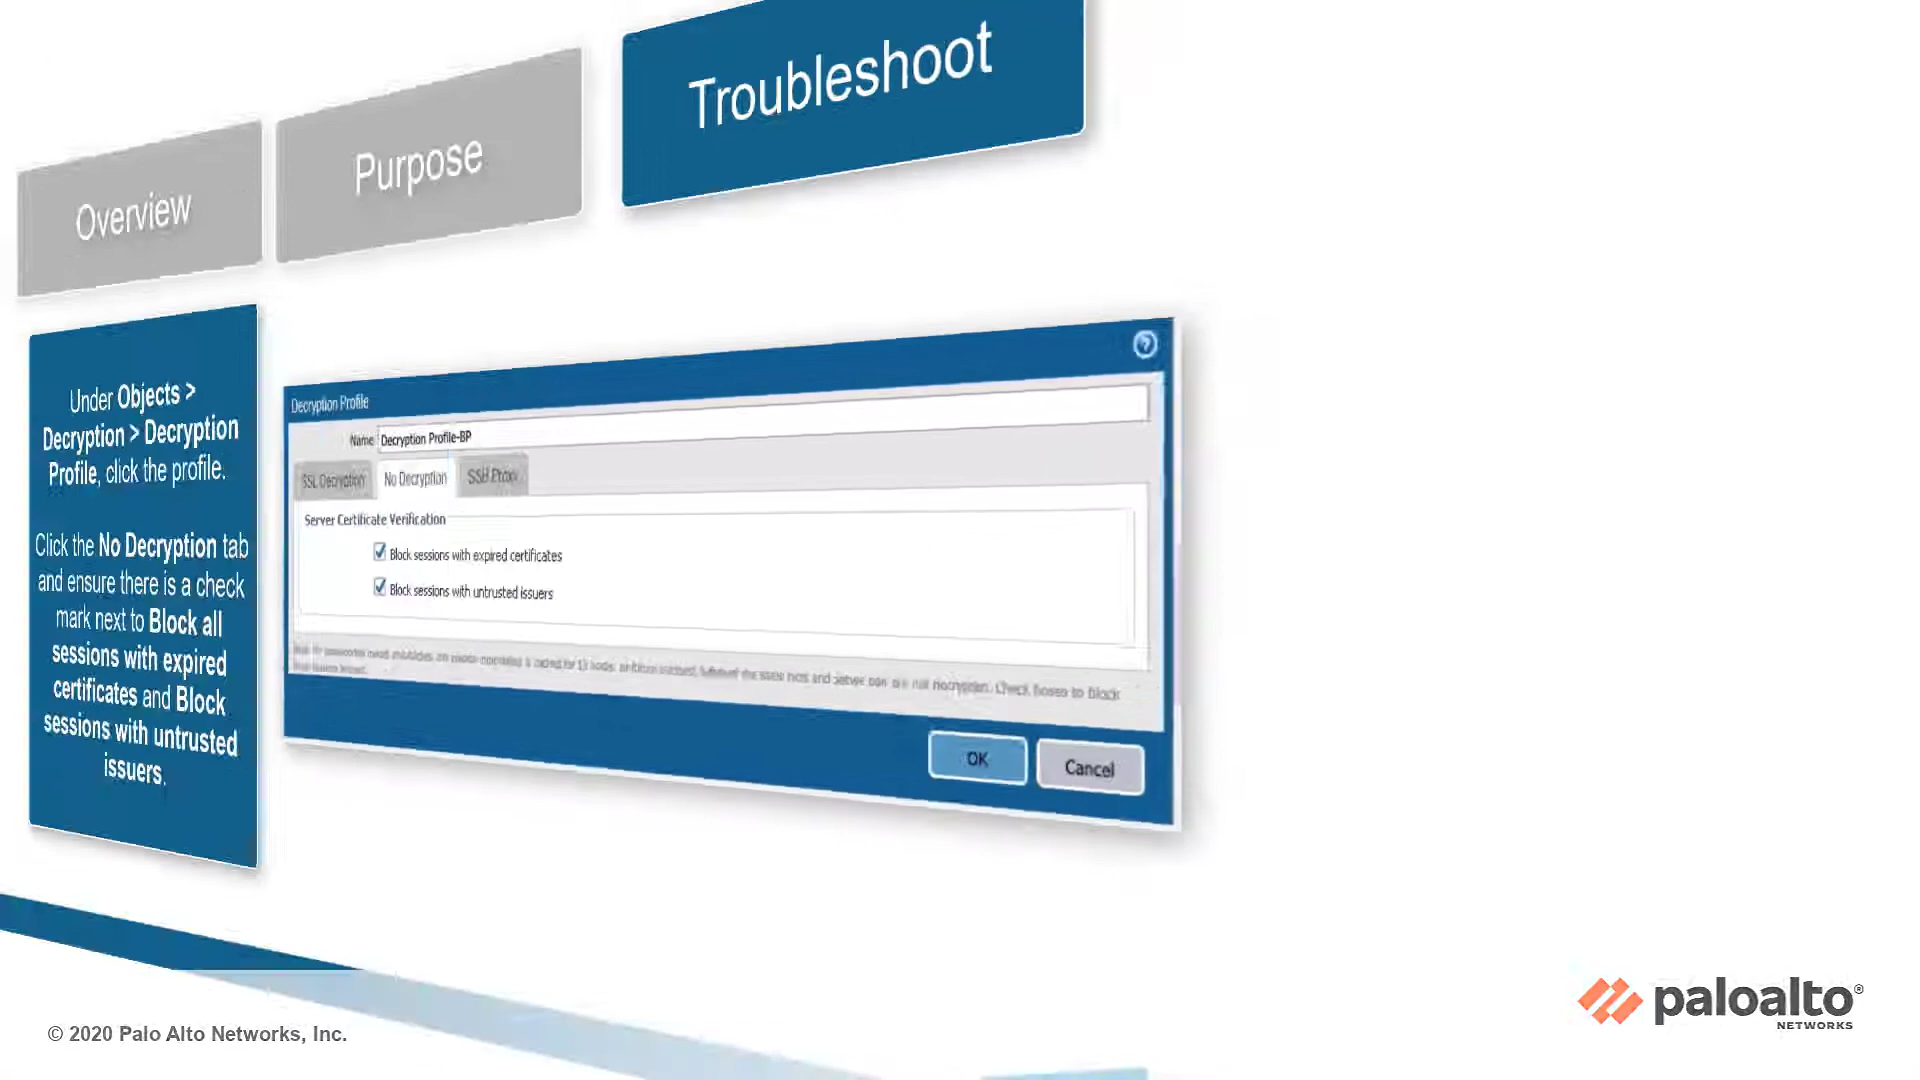 Troubleshoot
Purpose
Overview
Under Objects >
Decryption > Decryption
Profile, click the profile.
Click the No Decryption tab
and ensure there is a check
mark next to Block all
sessions with expired
certificates and Block
sessions with untrusted
issuers.
Decryption Profile
Name Decryption Profile-BP
SSL Decryption No Decryption SSH Proxy
Server Certificate Verification
Block sessions with expired certificates
Block sessions with untrusted issuers
OK Cancel
© 2020 Palo Alto Networks, Inc.
paloalto®
NETWORKS